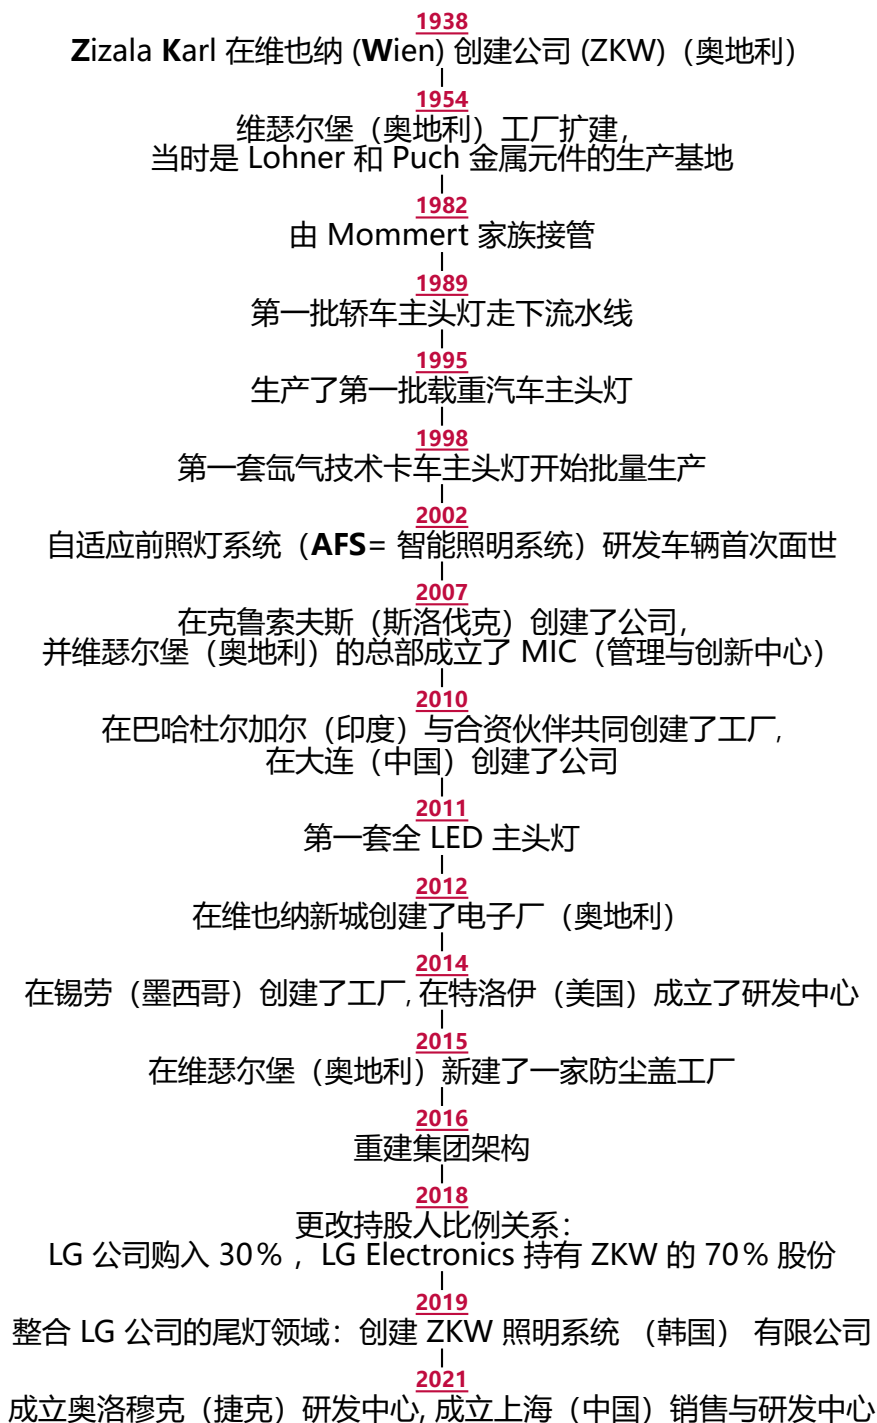 1938
Zizala Karl 在维也纳 (Wien) 创建公司 (ZKW)（奥地利）
1954
维瑟尔堡（奥地利）工厂扩建，
当时是 Lohner 和 Puch 金属元件的生产基地
1982
由 Mommert 家族接管
1989
第一批轿车主头灯走下流水线
1995
生产了第一批载重汽车主头灯
1998
第一套氙气技术卡车主头灯开始批量生产
2002
自适应前照灯系统（AFS= 智能照明系统）研发车辆首次面世
2007
在克鲁索夫斯（斯洛伐克）创建了公司，
并维瑟尔堡（奥地利）的总部成立了 MIC（管理与创新中心）
2010
在巴哈杜尔加尔（印度）与合资伙伴共同创建了工厂,
在大连（中国）创建了公司
2011
第一套全 LED 主头灯
2012
在维也纳新城创建了电子厂（奥地利）
2014
在锡劳（墨西哥）创建了工厂, 在特洛伊（美国）成立了研发中心
2015
在维瑟尔堡（奥地利）新建了一家防尘盖工厂
2016
重建集团架构
2018
更改持股人比例关系：
LG 公司购入 30％ ，LG Electronics 持有 ZKW 的 70％ 股份
2019
整合 LG 公司的尾灯领域：创建 ZKW 照明系统 （韩国） 有限公司
2021
成立奥洛穆克（捷克）研发中心, 成立上海（中国）销售与研发中心